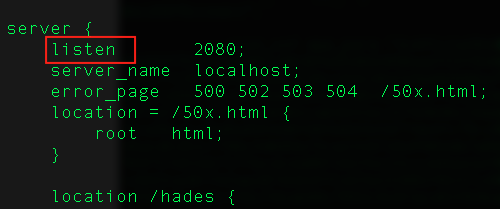 server {
    listen       2080;
    server_name  localhost;
    error_page   500 502 503 504  /50x.html;
    location = /50x.html {
        root   html;
    }
    location /hades {